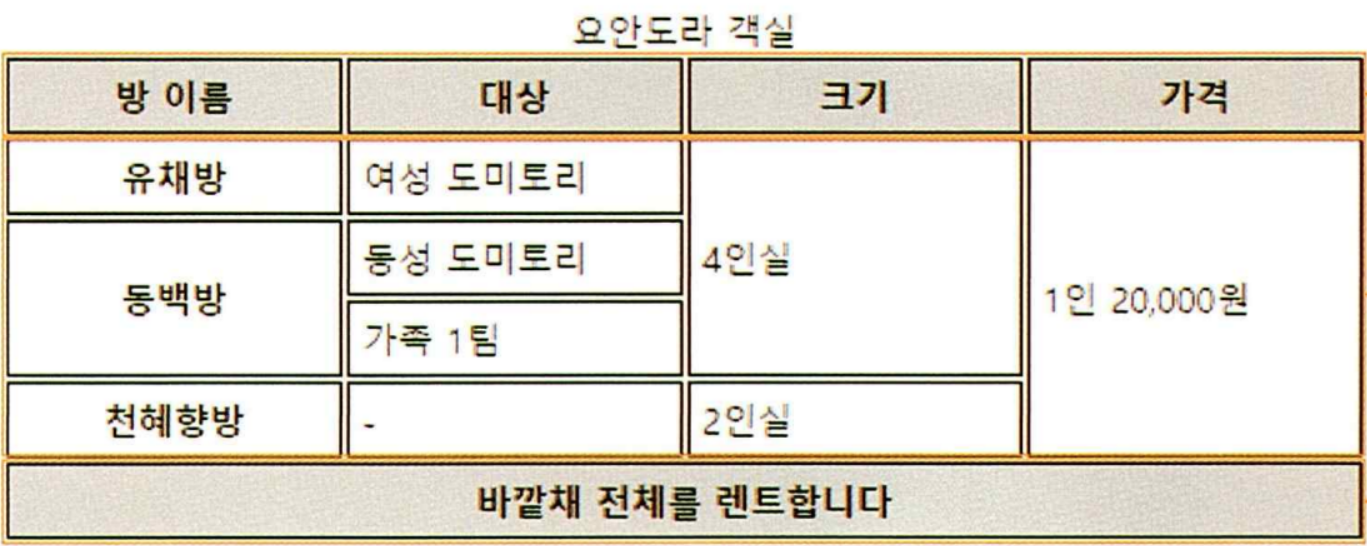 요안도라 객실
방 이름 대상 크기 가격
유채방 여성 도미토리
동백방 동성 도미토리 4인실 1인 20,000원
가족 1팀
천혜향방 - 2인실
바깥채 전체를 렌트합니다